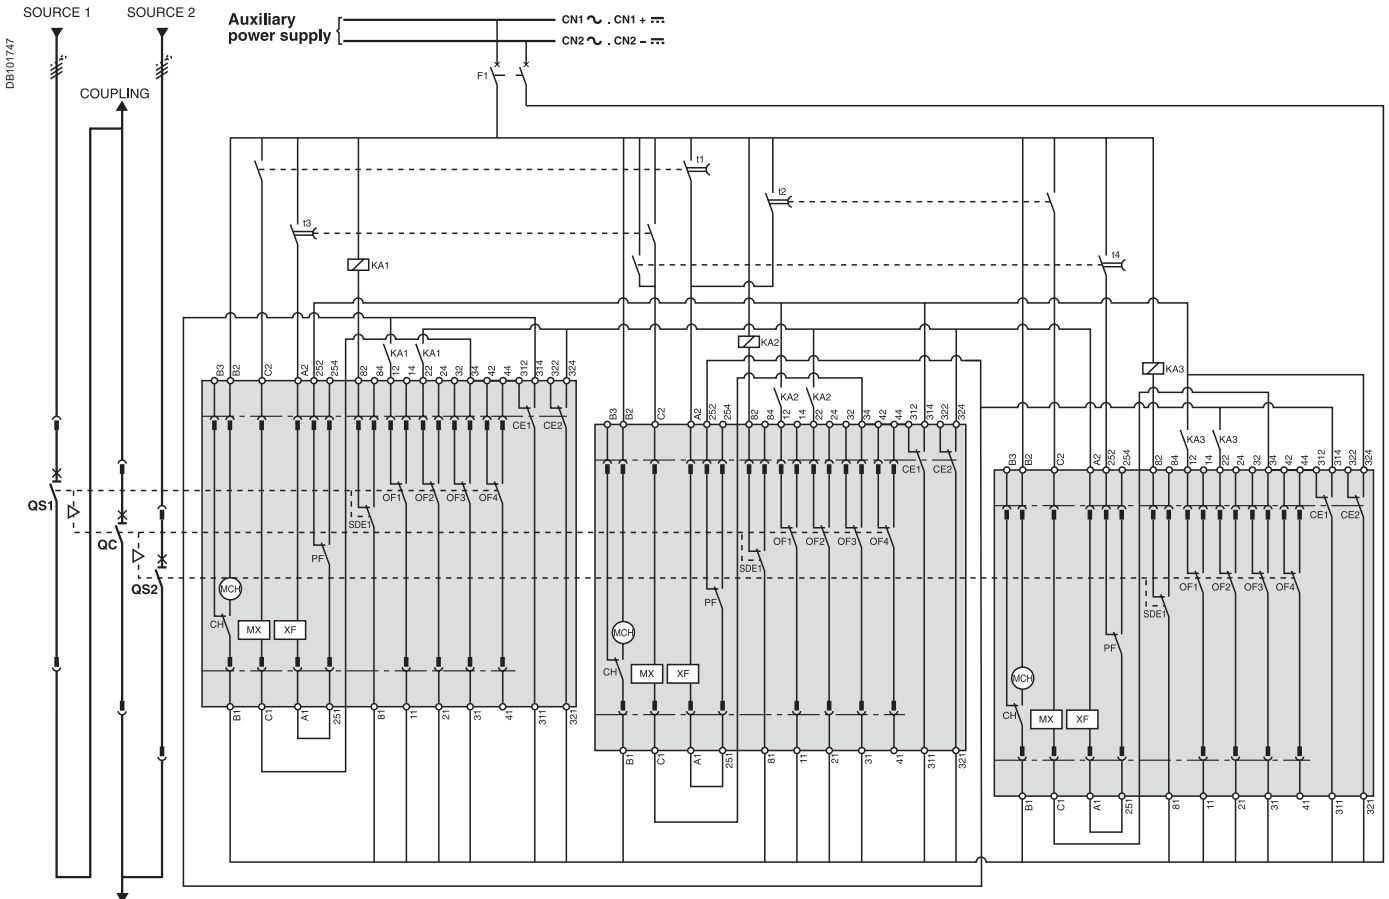 SOURCE 1
SOURCE 2
Auxiliary
power supply
CN1 ∿ . CN1 + ⎓
CN2 ∿ . CN2 – ⎓
DB101747
F1
COUPLING
t1
t2
t3
t4
KA1
KA2
KA3
KA1
KA1
B3
B2
C2
A2
252
254
82
84
12
14
22
24
32
34
42
44
312
314
322
324
CE1
CE2
OF1
OF2
OF3
OF4
SDE1
PF
MCH
CH
MX
XF
B1
C1
A1
251
81
11
21
31
41
311
321
KA2
KA2
B3
B2
C2
A2
252
254
82
84
12
14
22
24
32
34
42
44
312
314
322
324
CE1
CE2
OF1
OF2
OF3
OF4
SDE1
PF
MCH
CH
MX
XF
B1
C1
A1
251
81
11
21
31
41
311
321
KA3
KA3
B3
B2
C2
A2
252
254
82
84
12
14
22
24
32
34
42
44
312
314
322
324
CE1
CE2
OF1
OF2
OF3
OF4
SDE1
PF
MCH
CH
MX
XF
B1
C1
A1
251
81
11
21
31
41
311
321
QS1
QC
QS2